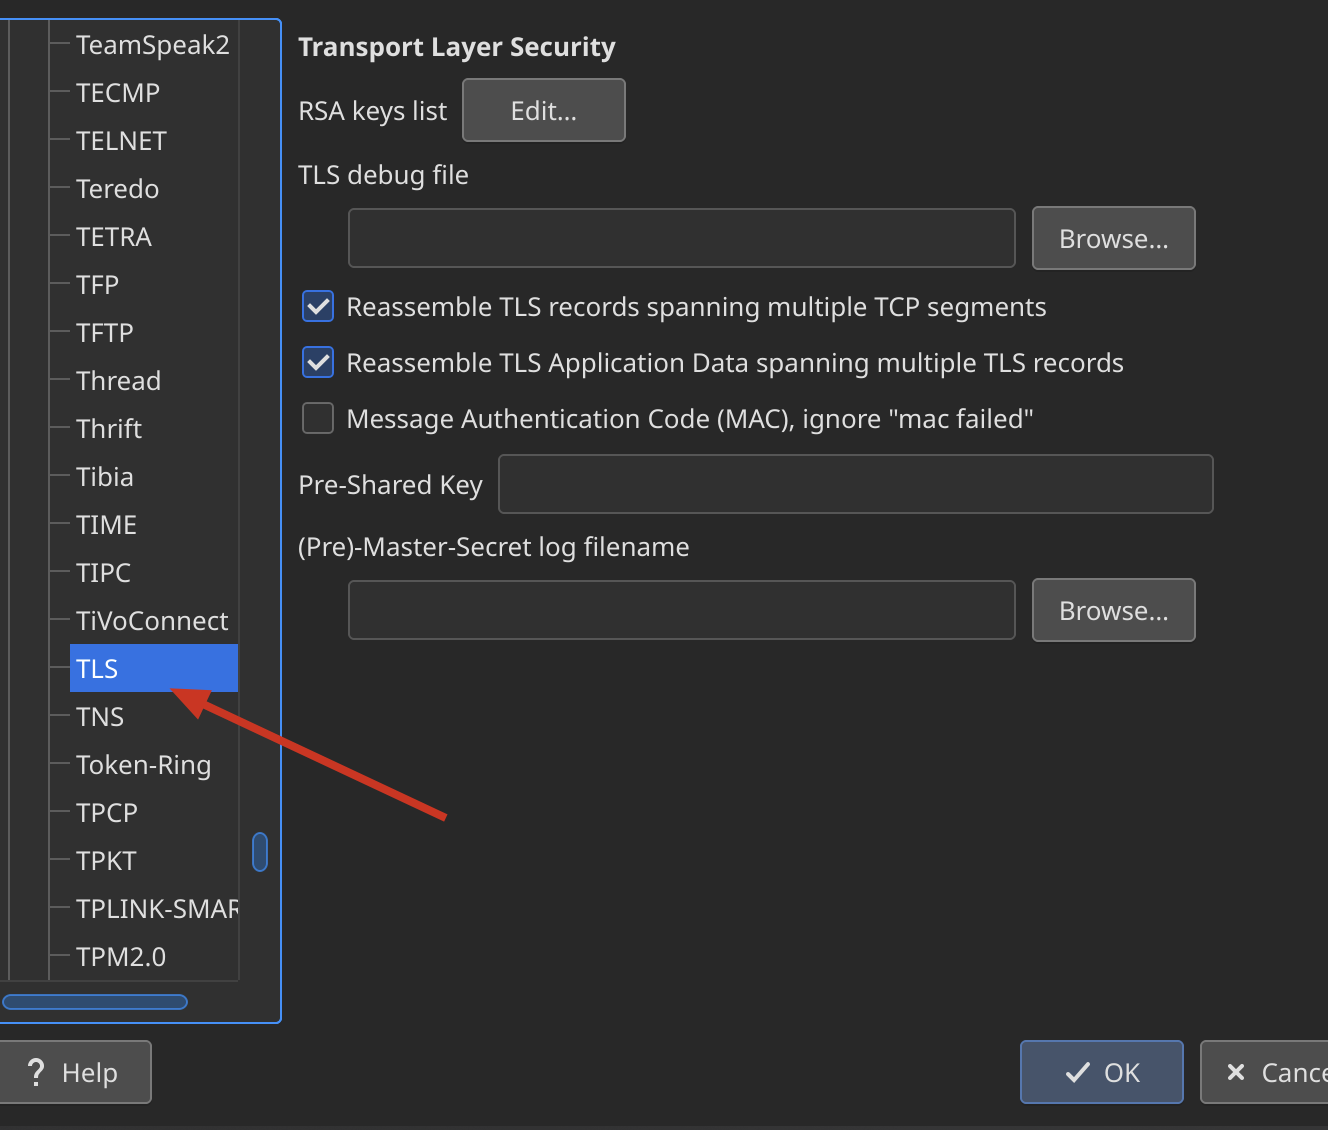 TeamSpeak2
TECMP
TELNET
Teredo
TETRA
TFP
TFTP
Thread
Thrift
Tibia
TIME
TIPC
TiVoConnect
TLS
TNS
Token-Ring
TPCP
TPKT
TPLINK-SMAR
TPM2.0
Transport Layer Security
RSA keys list Edit...
TLS debug file
Browse...
Reassemble TLS records spanning multiple TCP segments
Reassemble TLS Application Data spanning multiple TLS records
Message Authentication Code (MAC), ignore "mac failed"
Pre-Shared Key
(Pre)-Master-Secret log filename
Browse...
? Help
OK
Cance